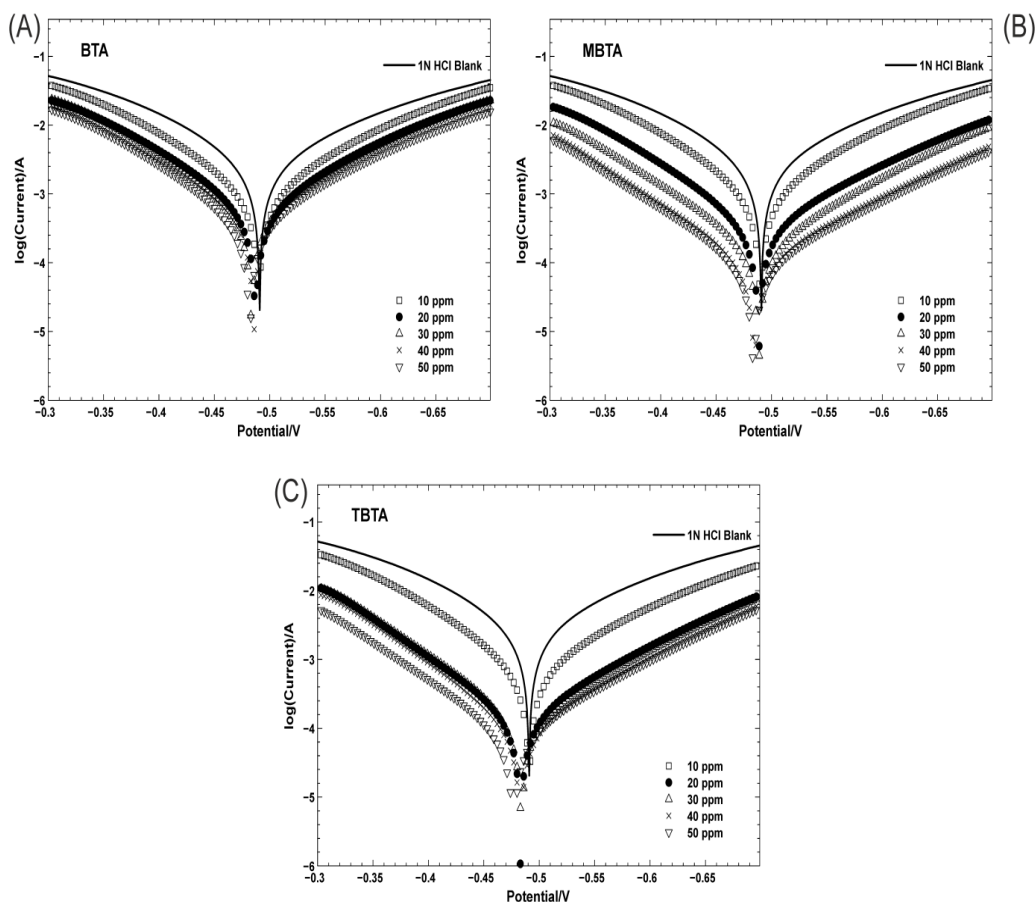 (A)
BTA
1N HCl Blank
−1
−2
−3
−4
−5
−6
log(Current)/A
10 ppm
20 ppm
30 ppm
40 ppm
50 ppm
−0.3
−0.35
−0.4
−0.45
−0.5
−0.55
−0.6
−0.65
Potential/V
(B)
MBTA
1N HCl Blank
−1
−2
−3
−4
−5
−6
log(Current)/A
10 ppm
20 ppm
30 ppm
40 ppm
50 ppm
−0.3
−0.35
−0.4
−0.45
−0.5
−0.55
−0.6
−0.65
Potential/V
(C)
TBTA
1N HCl Blank
−1
−2
−3
−4
−5
−6
log(Current)/A
10 ppm
20 ppm
30 ppm
40 ppm
50 ppm
−0.3
−0.35
−0.4
−0.45
−0.5
−0.55
−0.6
−0.65
Potential/V